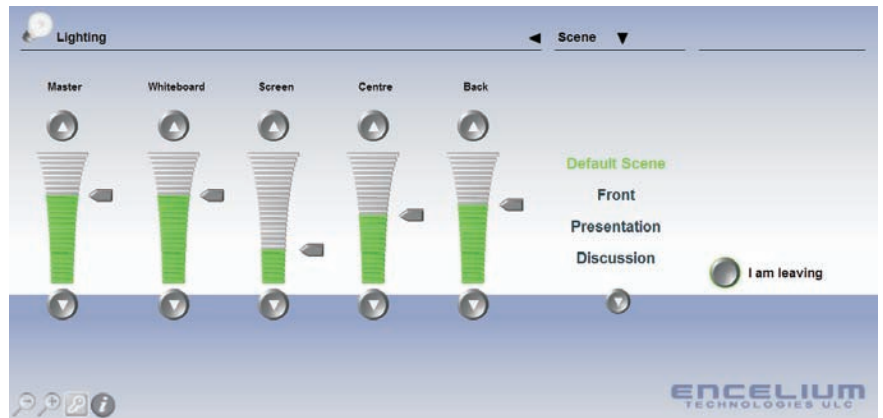 Lighting
Scene
Master
Whiteboard
Screen
Centre
Back
Default Scene
Front
Presentation
Discussion
I am leaving
ENCELIUM
TECHNOLOGIES ULC